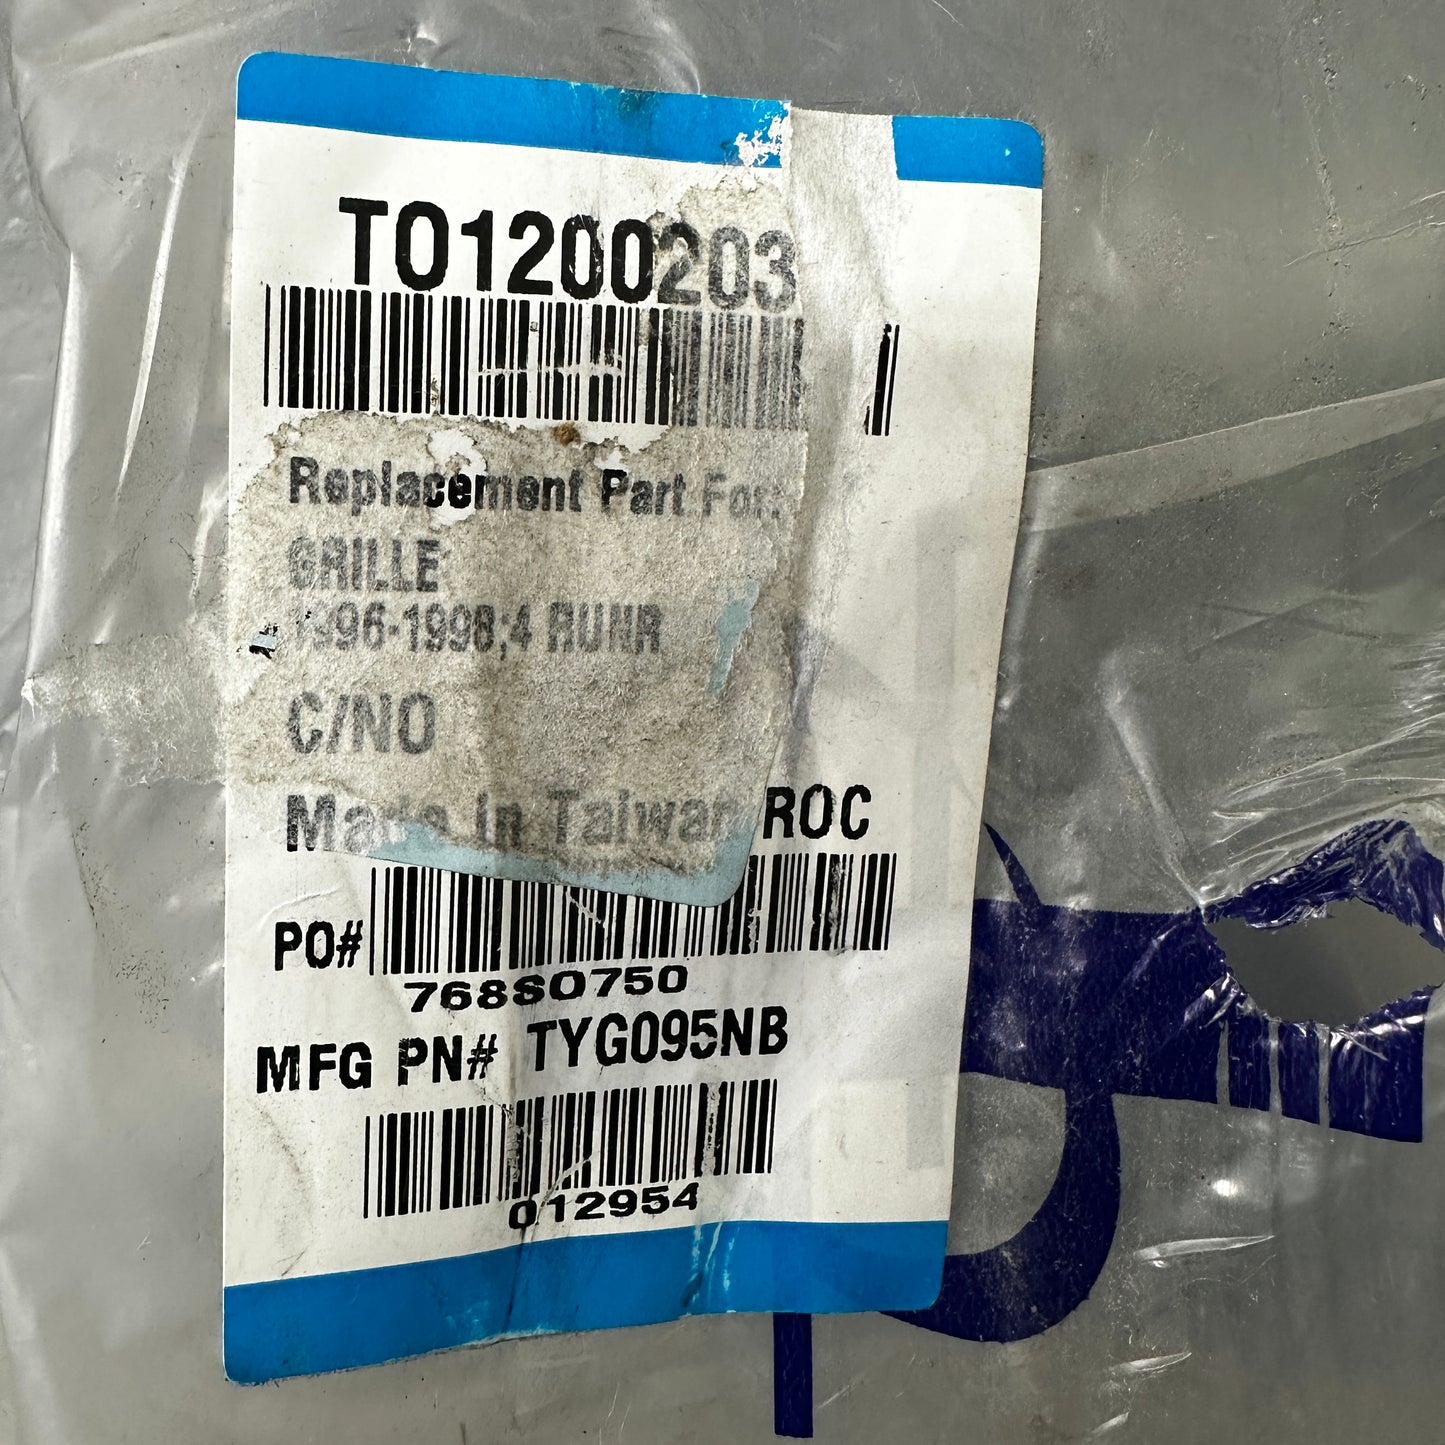 TO1200203
Replacement Part For:
GRILLE
1996-1998;4 RUNR
C/NO
Made in Taiwan ROC
PO#
768SO750
MFG PN# TYG095NB
012954